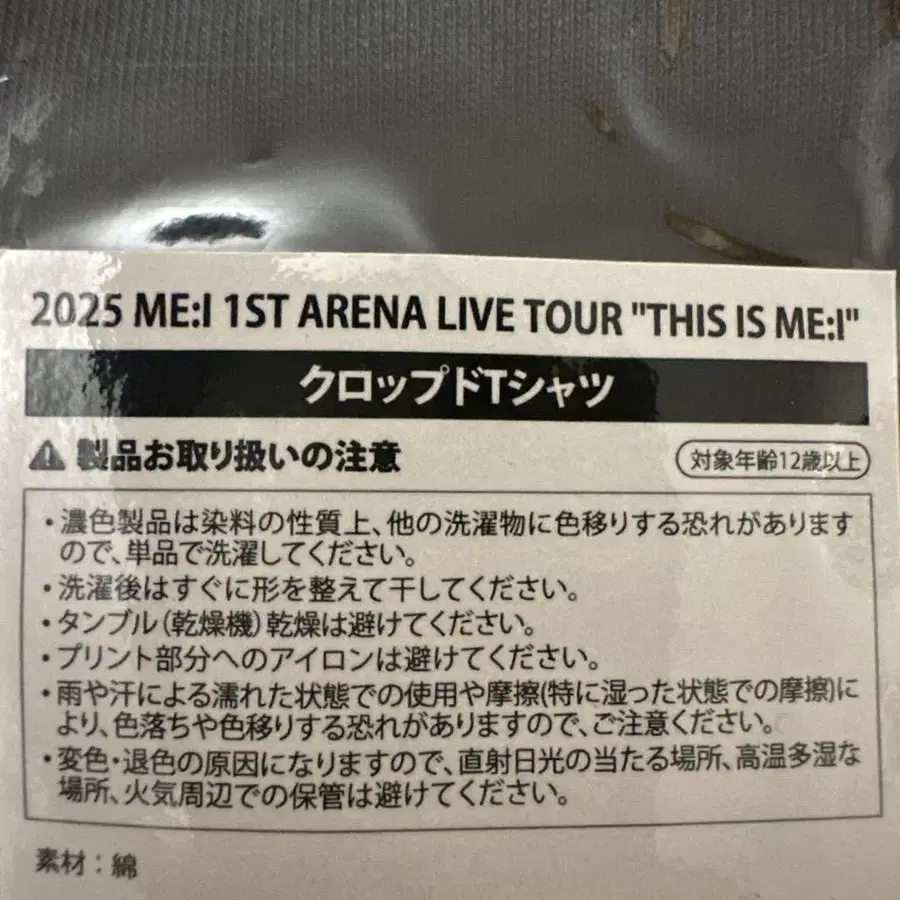 2025 ME:I 1ST ARENA LIVE TOUR "THIS IS ME:I"
クロップドTシャツ
⚠ 製品お取り扱いの注意
対象年齢12歳以上
・濃色製品は染料の性質上、他の洗濯物に色移りする恐れがあります
ので、単品で洗濯してください。
・洗濯後はすぐに形を整えて干してください。
・タンブル(乾燥機)乾燥は避けてください。
・プリント部分へのアイロンは避けてください。
・雨や汗による濡れた状態での使用や摩擦(特に湿った状態での摩擦)に
より、色落ちや色移りする恐れがありますので、ご注意ください。
・変色・退色の原因になりますので、直射日光の当たる場所、高温多湿な
場所、火気周辺での保管は避けてください。
素材:綿